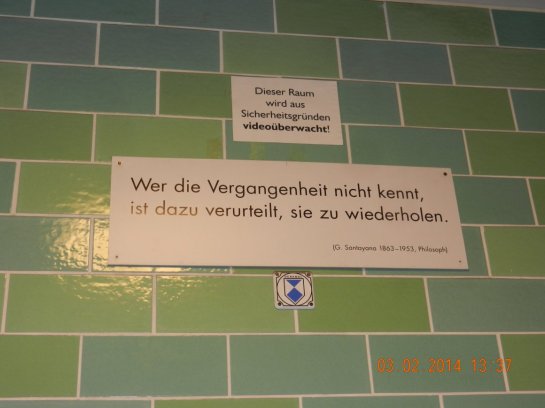 Dieser Raum
wird aus
Sicherheitsgründen
videoüberwacht!
Wer die Vergangenheit nicht kennt,
ist dazu verurteilt, sie zu wiederholen.
(G. Santayana 1863–1953, Philosoph)
03.02.2014 13:37